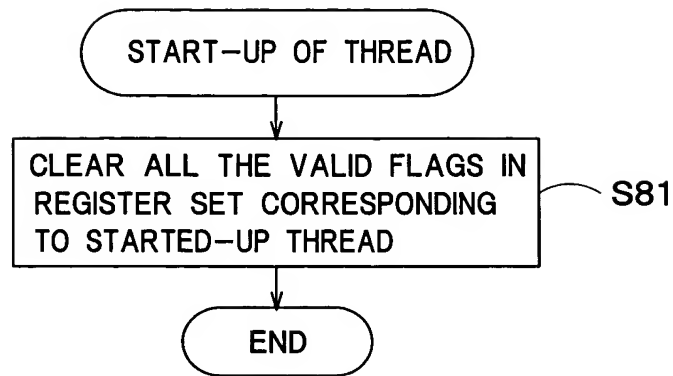 START-UP OF THREAD
CLEAR ALL THE VALID FLAGS IN
REGISTER SET CORRESPONDING
TO STARTED-UP THREAD
S81
END